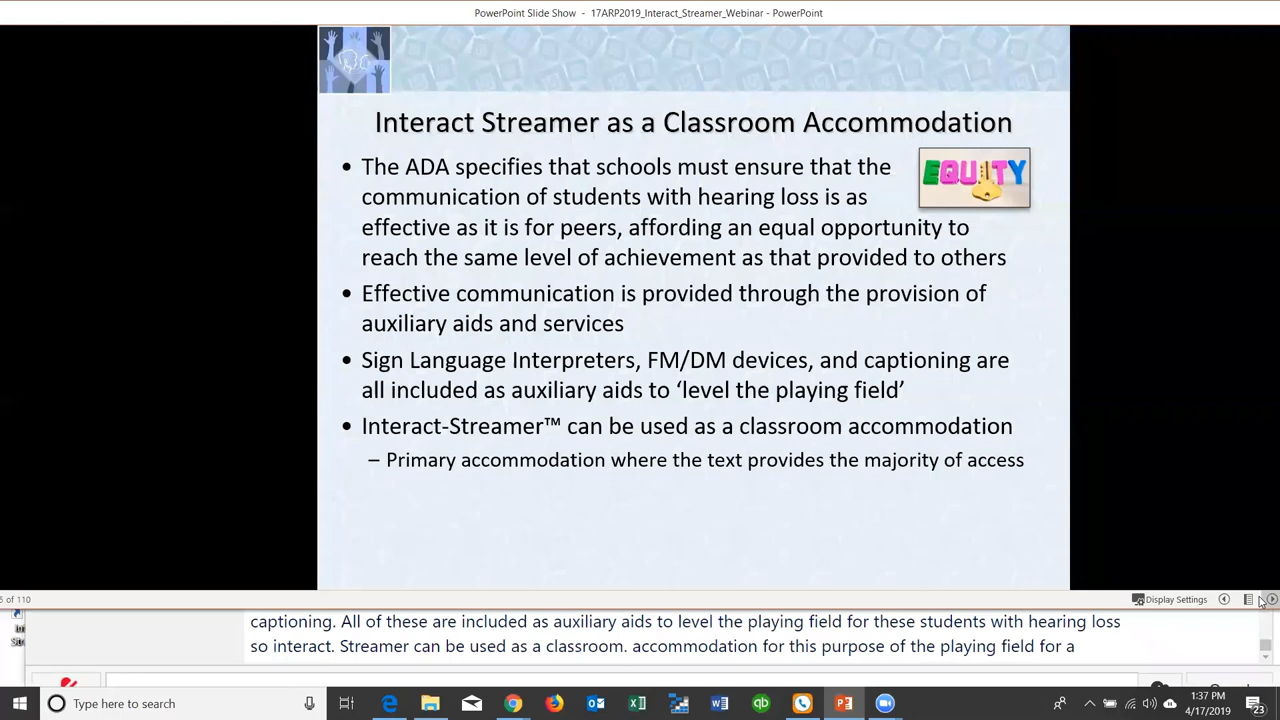 PowerPoint Slide Show - 17ARP2019_Interact_Streamer_Webinar - PowerPoint
Interact Streamer as a Classroom Accommodation
• The ADA specifies that schools must ensure that the
communication of students with hearing loss is as
effective as it is for peers, affording an equal opportunity to
reach the same level of achievement as that provided to others
EQUITY
• Effective communication is provided through the provision of
auxiliary aids and services
• Sign Language Interpreters, FM/DM devices, and captioning are
all included as auxiliary aids to ‘level the playing field’
• Interact-Streamer™ can be used as a classroom accommodation
– Primary accommodation where the text provides the majority of access
of 110
Display Settings
captioning. All of these are included as auxiliary aids to level the playing field for these students with hearing loss
so interact. Streamer can be used as a classroom. accommodation for this purpose of the playing field for a
Type here to search
1:37 PM
4/17/2019
23